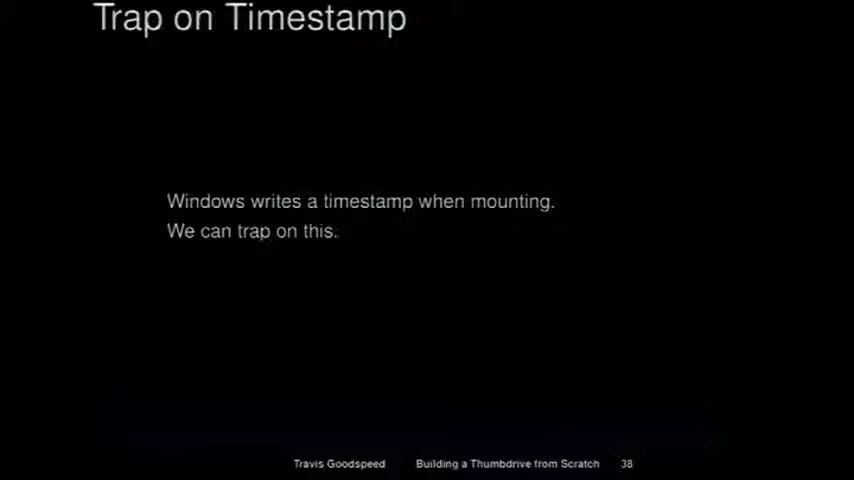 Trap on Timestamp
Windows writes a timestamp when mounting.
We can trap on this.
Travis Goodspeed Building a Thumbdrive from Scratch 38